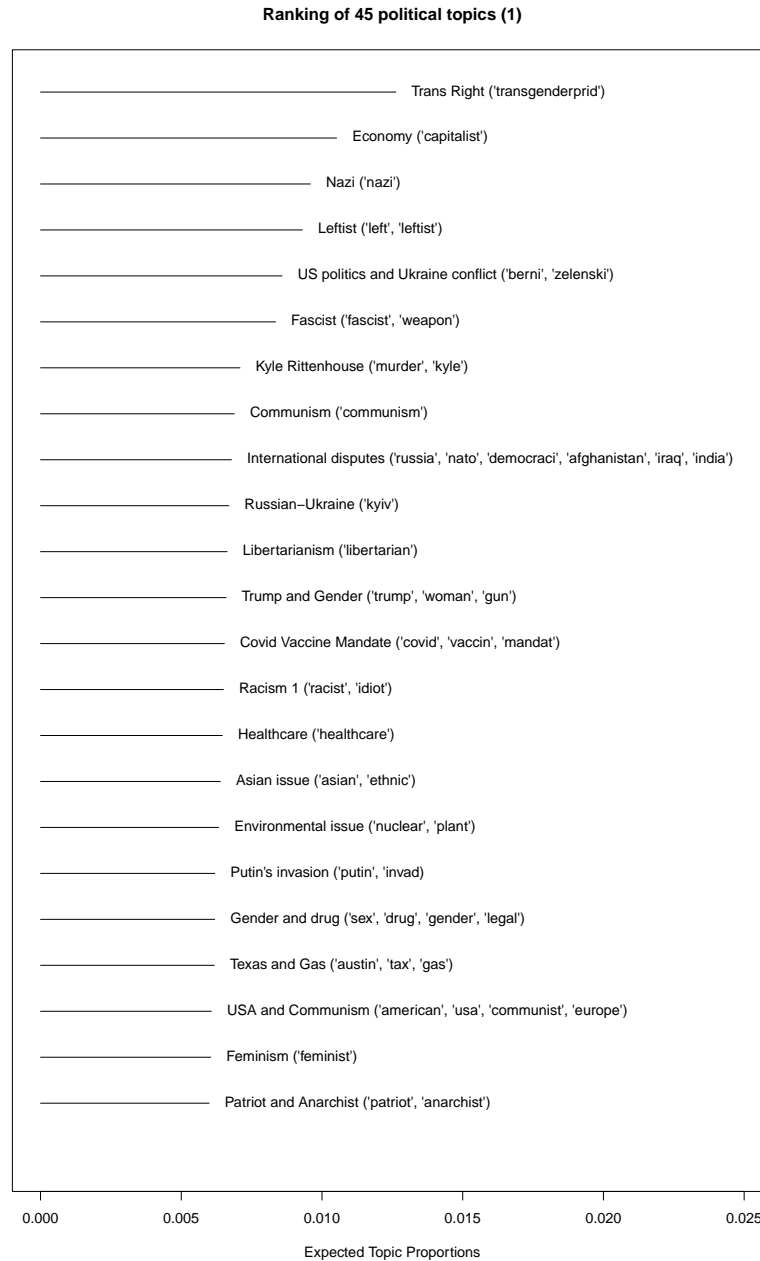 Ranking of 45 political topics (1)
Trans Right ('transgenderprid')
Economy ('capitalist')
Nazi ('nazi')
Leftist ('left', 'leftist')
US politics and Ukraine conflict ('berni', 'zelenski')
Fascist ('fascist', 'weapon')
Kyle Rittenhouse ('murder', 'kyle')
Communism ('communism')
International disputes ('russia', 'nato', 'democraci', 'afghanistan', 'iraq', 'india')
Russian−Ukraine ('kyiv')
Libertarianism ('libertarian')
Trump and Gender ('trump', 'woman', 'gun')
Covid Vaccine Mandate ('covid', 'vaccin', 'mandat')
Racism 1 ('racist', 'idiot')
Healthcare ('healthcare')
Asian issue ('asian', 'ethnic')
Environmental issue ('nuclear', 'plant')
Putin's invasion ('putin', 'invad)
Gender and drug ('sex', 'drug', 'gender', 'legal')
Texas and Gas ('austin', 'tax', 'gas')
USA and Communism ('american', 'usa', 'communist', 'europe')
Feminism ('feminist')
Patriot and Anarchist ('patriot', 'anarchist')
0.000 0.005 0.010 0.015 0.020 0.025
Expected Topic Proportions